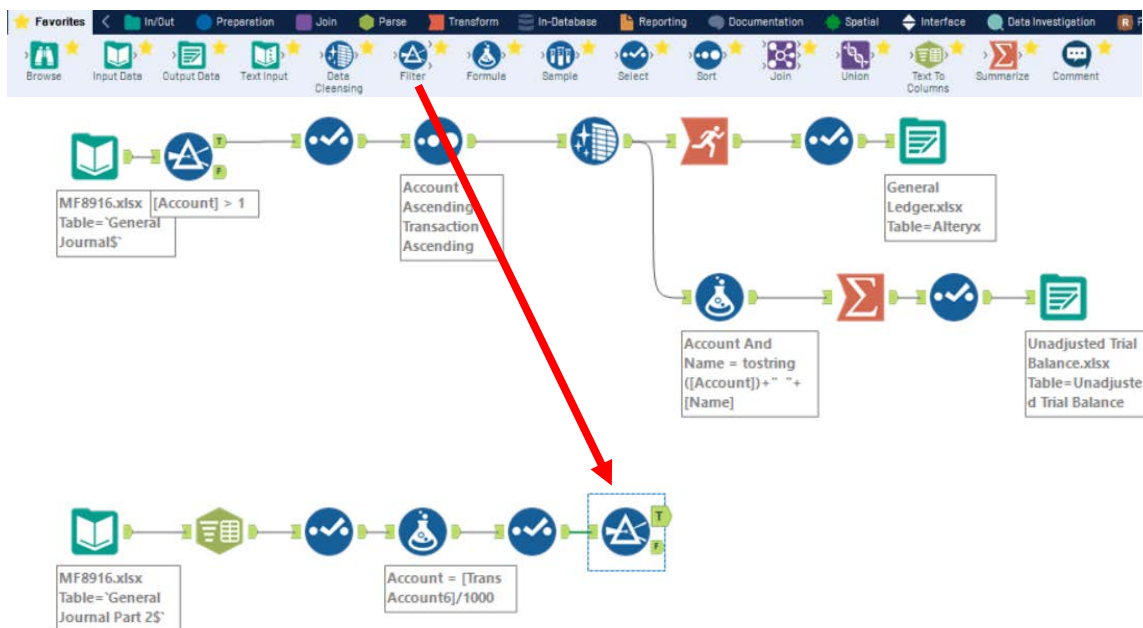 Favorites In/Out Preparation Join Parse Transform In-Database Reporting Documentation Spatial Interface Data Investigation R
Browse Input Data Output Data Text Input Data Cleansing Filter Formula Sample Select Sort Join Union Text To Columns Summarize Comment
T
F
MF8916.xlsx
Table=`General
Journal$`
[Account] > 1
Account
Ascending
Transaction
Ascending
General
Ledger.xlsx
Table=Alteryx
Account And
Name = tostring
([Account])+" "+
[Name]
Unadjusted Trial
Balance.xlsx
Table=Unadjuste
d Trial Balance
T
F
MF8916.xlsx
Table=`General
Journal Part 2$`
Account = [Trans
Account6]/1000